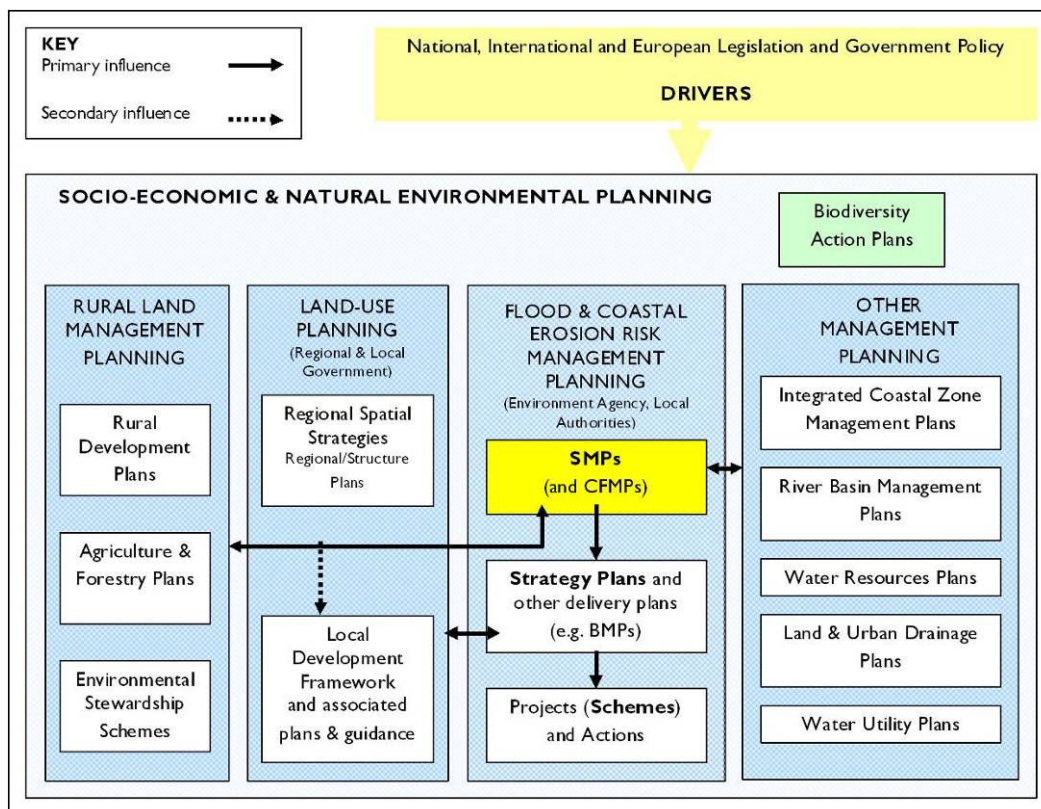 KEY
Primary influence
Secondary influence
National, International and European Legislation and Government Policy
DRIVERS
SOCIO-ECONOMIC & NATURAL ENVIRONMENTAL PLANNING
Biodiversity
Action Plans
RURAL LAND
MANAGEMENT
PLANNING
Rural
Development
Plans
Agriculture &
Forestry Plans
Environmental
Stewardship
Schemes
LAND-USE
PLANNING
(Regional & Local
Government)
Regional Spatial
Strategies
Regional/Structure
Plans
Local
Development
Framework
and associated
plans & guidance
FLOOD & COASTAL
EROSION RISK
MANAGEMENT
PLANNING
(Environment Agency, Local
Authorities)
SMPs
(and CFMPs)
Strategy Plans and
other delivery plans
(e.g. BMPs)
Projects (Schemes)
and Actions
OTHER
MANAGEMENT
PLANNING
Integrated Coastal Zone
Management Plans
River Basin Management
Plans
Water Resources Plans
Land & Urban Drainage
Plans
Water Utility Plans